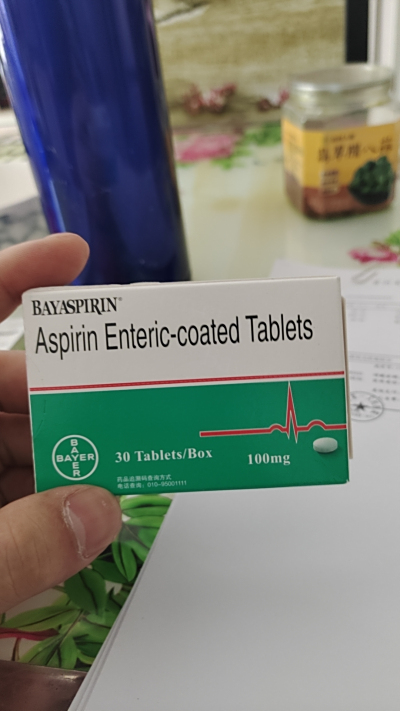 BAYASPIRIN®
Aspirin Enteric-coated Tablets
BAYER
BAYER
30 Tablets/Box
100mg
药品追溯码查询方式
电话查询：010-95001111